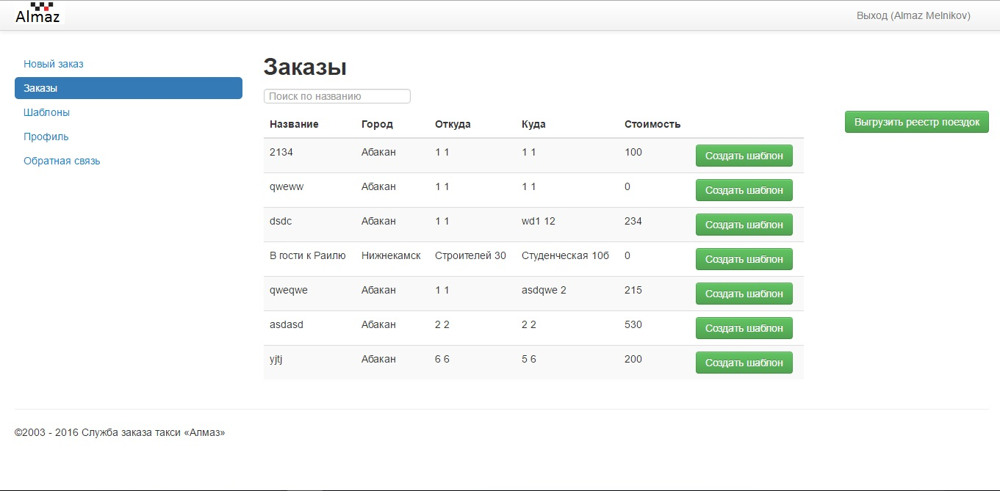 Almaz
Выход (Almaz Melnikov)
Новый заказ
Заказы
Шаблоны
Профиль
Обратная связь
Заказы
Поиск по названию
Название Город Откуда Куда Стоимость
2134 Абакан 1 1 1 1 100 Создать шаблон
qweww Абакан 1 1 1 1 0 Создать шаблон
dsdc Абакан 1 1 wd1 12 234 Создать шаблон
В гости к Раилю Нижнекамск Строителей 30 Студенческая 10б 0 Создать шаблон
qweqwe Абакан 1 1 asdqwe 2 215 Создать шаблон
asdasd Абакан 2 2 2 2 530 Создать шаблон
yjtj Абакан 6 6 5 6 200 Создать шаблон
Выгрузить реестр поездок
©2003 - 2016 Служба заказа такси «Алмаз»